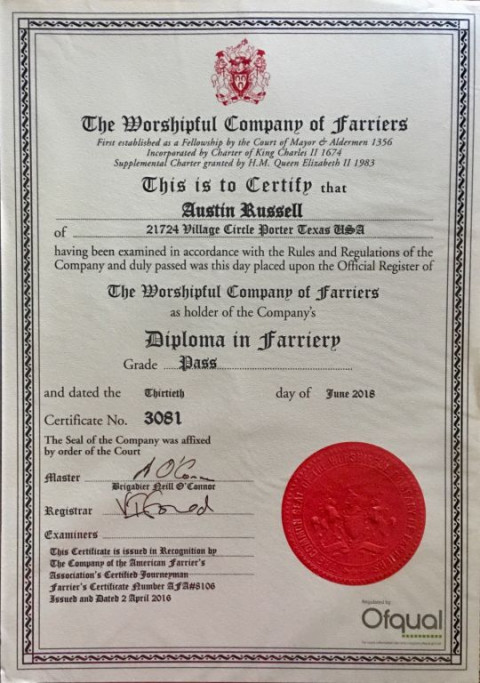 The Worshipful Company of Farriers
First established as a Fellowship by the Court of Mayor & Aldermen 1356
Incorporated by Charter of King Charles II 1674
Supplemental Charter granted by H.M. Queen Elizabeth II 1983
This is to Certify that
Austin Russell
of 21724 Village Circle Porter Texas USA
having been examined in accordance with the Rules and Regulations of the
Company and duly passed was this day placed upon the Official Register of
The Worshipful Company of Farriers
as holder of the Company's
Diploma in Farriery
Grade Pass
and dated the Thirtieth day of June 2018
Certificate No. 3081
The Seal of the Company was affixed
by order of the Court
Master
Brigadier Neill O'Connor
Registrar
Examiners
This Certificate is issued in Recognition by
The Company of the American Farrier's
Association's Certified Journeyman
Farrier's Certificate Number AFA#8106
Issued and Dated 2 April 2016
Regulated by
Ofqual